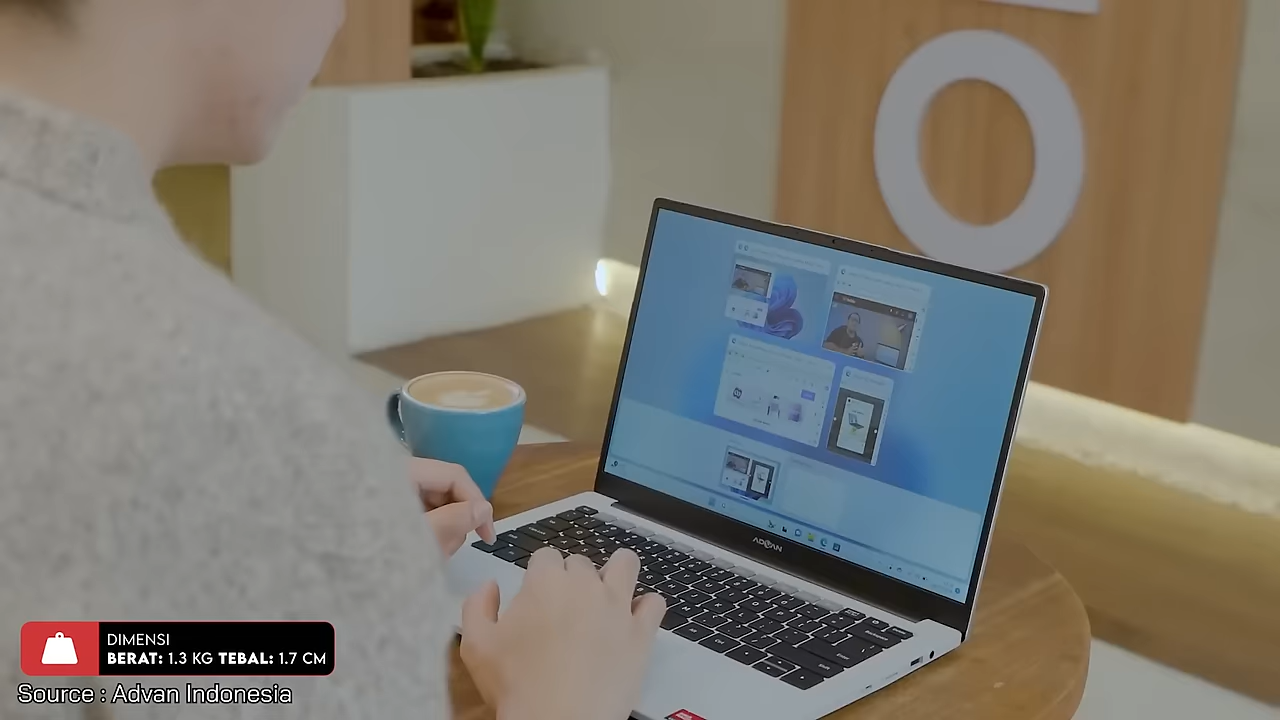 ADVAN
DIMENSI
BERAT: 1.3 KG TEBAL: 1.7 CM
Source : Advan Indonesia